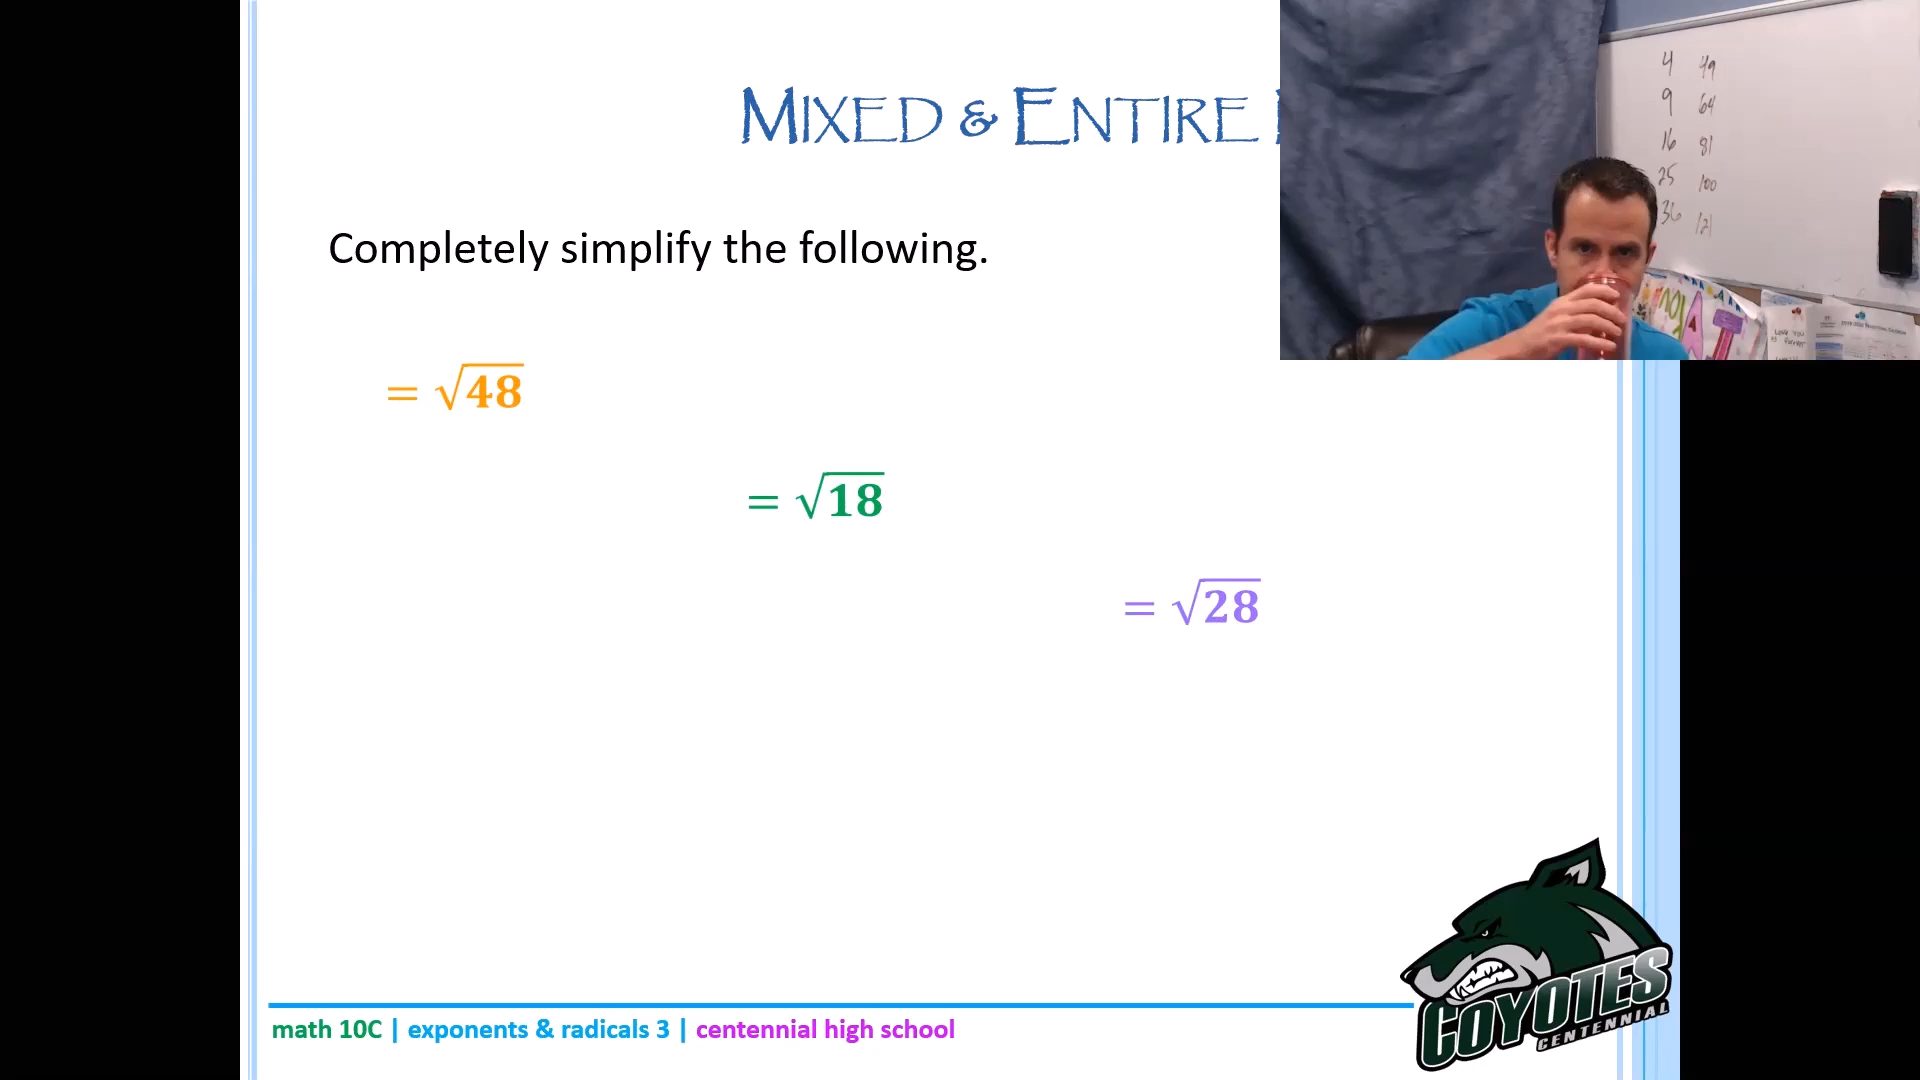 MIXED & ENTIRE
Completely simplify the following.
= √48
= √18
= √28
4 49
9 64
16 81
25 100
36 121
math 10C | exponents & radicals 3 | centennial high school
COYOTES
CENTENNIAL